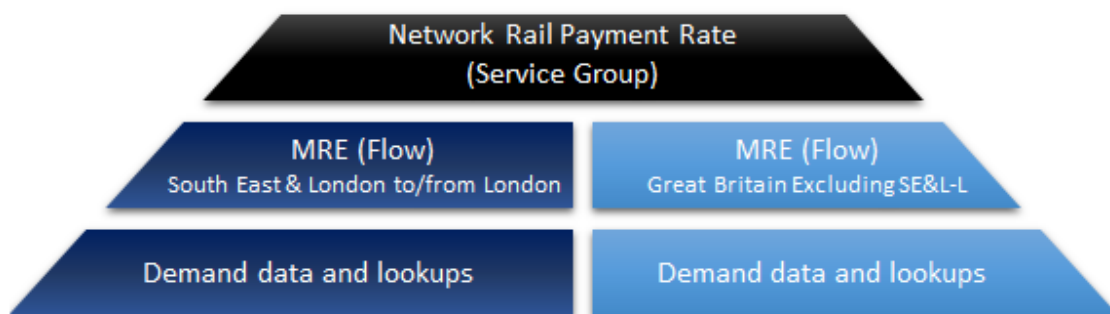 Network Rail Payment Rate
(Service Group)
MRE (Flow)
South East & London to/from London
MRE (Flow)
Great Britain Excluding SE&L-L
Demand data and lookups
Demand data and lookups